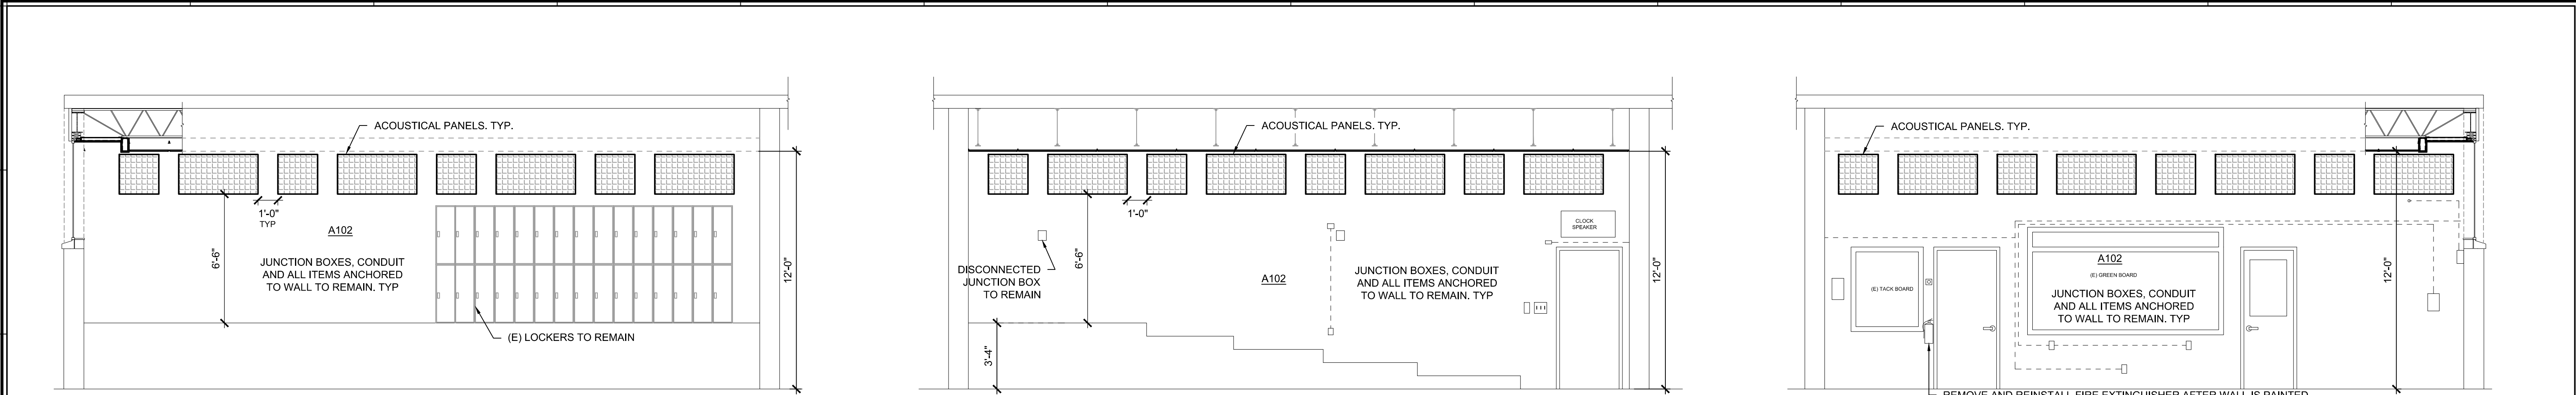 ACOUSTICAL PANELS. TYP.
1'-0"
TYP
A102
6'-6"
JUNCTION BOXES, CONDUIT
AND ALL ITEMS ANCHORED
TO WALL TO REMAIN. TYP
12'-0"
(E) LOCKERS TO REMAIN
ACOUSTICAL PANELS. TYP.
1'-0"
CLOCK
SPEAKER
6'-6"
DISCONNECTED
JUNCTION BOX
TO REMAIN
A102
JUNCTION BOXES, CONDUIT
AND ALL ITEMS ANCHORED
TO WALL TO REMAIN. TYP
12'-0"
3'-4"
ACOUSTICAL PANELS. TYP.
A102
(E) GREEN BOARD
(E) TACK BOARD
JUNCTION BOXES, CONDUIT
AND ALL ITEMS ANCHORED
TO WALL TO REMAIN. TYP
12'-0"
REMOVE AND REINSTALL FIRE EXTINGUISHER AFTER WALL IS PAINTED